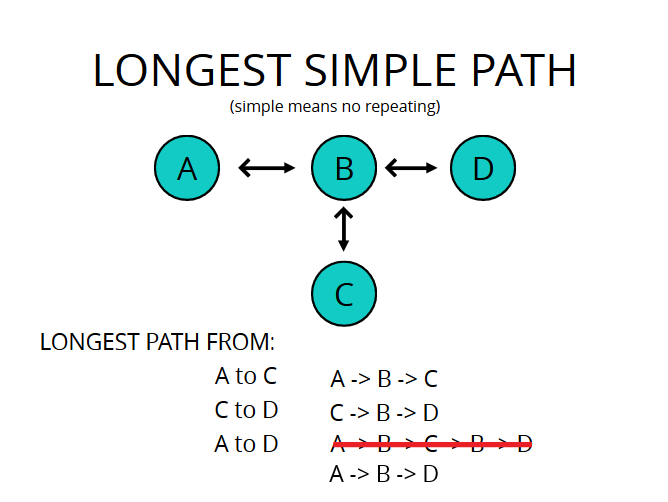 LONGEST SIMPLE PATH
(simple means no repeating)
A B D
C
LONGEST PATH FROM:
A to C A -> B -> C
C to D C -> B -> D
A to D A -> B -> C -> B -> D
A -> B -> D